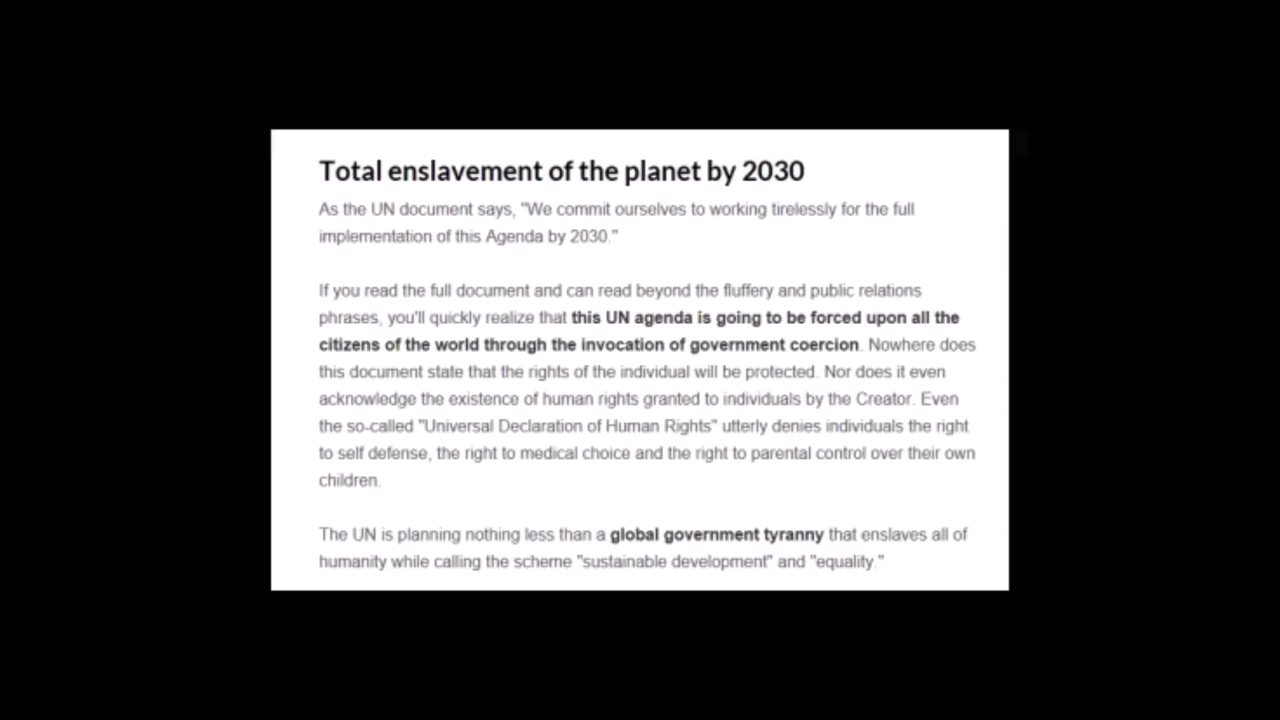 Total enslavement of the planet by 2030
As the UN document says, "We commit ourselves to working tirelessly for the full
implementation of this Agenda by 2030."
If you read the full document and can read beyond the fluffery and public relations
phrases, you'll quickly realize that this UN agenda is going to be forced upon all the
citizens of the world through the invocation of government coercion. Nowhere does
this document state that the rights of the individual will be protected. Nor does it even
acknowledge the existence of human rights granted to individuals by the Creator. Even
the so-called "Universal Declaration of Human Rights" utterly denies individuals the right
to self defense, the right to medical choice and the right to parental control over their own
children.
The UN is planning nothing less than a global government tyranny that enslaves all of
humanity while calling the scheme "sustainable development" and "equality."